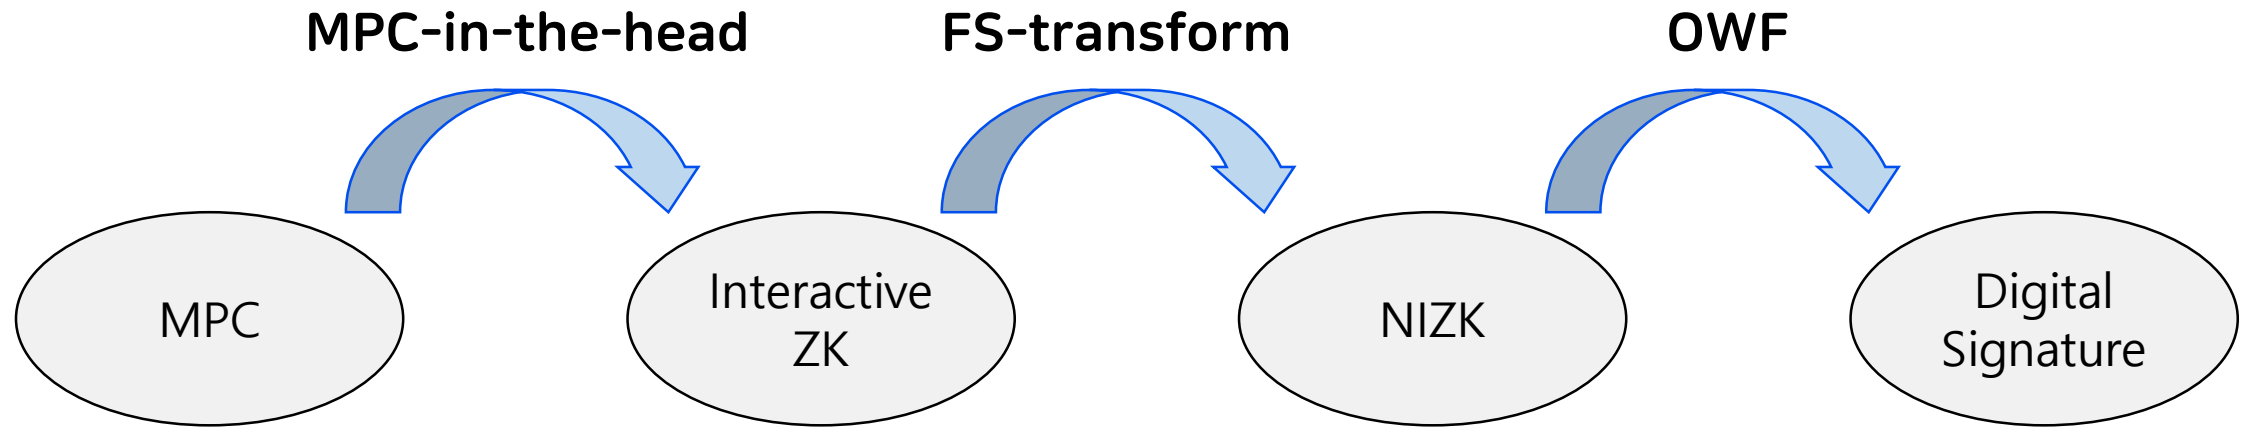 MPC-in-the-head
FS-transform
OWF
MPC
Interactive
ZK
NIZK
Digital
Signature